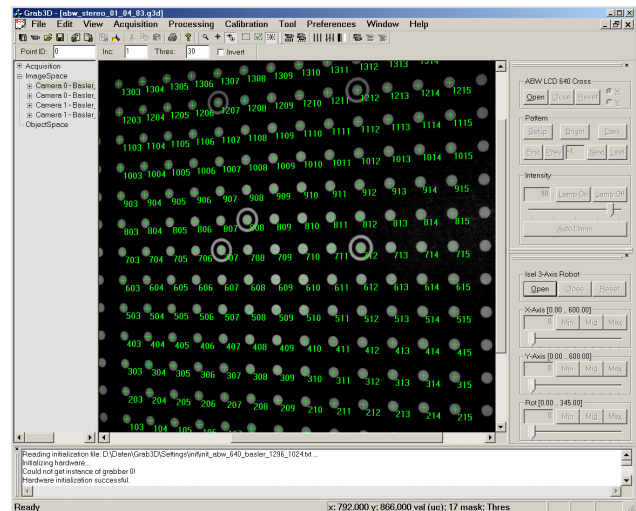 Grab3D - [abw_stereo_01_04_03.g3d]
File Edit View Acquisition Processing Calibration Tool Preferences Window Help
Point ID: 0 Inc: 1 Thres: 30 Invert
Acquisition
ImageSpace
Camera 0 - Basler,
Camera 0 - Basler,
Camera 1 - Basler,
Camera 1 - Basler,
ObjectSpace
1303 1304 1305 1306 1307 1308 1309 1310 1311 1312 1313 1314
1203 1204 1205 1206 1207 1208 1209 1210 1211 1212 1213 1214 1215
1103 1104 1105 1106 1107 1108 1109 1110 1111 1112 1113 1114 1115
1003 1004 1005 1006 1007 1008 1009 1010 1011 1012 1013 1014 1015
903 904 905 906 907 908 909 910 911 912 913 914 915
803 804 805 806 807 808 809 810 811 812 813 814 815
703 704 705 706 707 708 709 710 711 712 713 714 715
603 604 605 606 607 608 609 610 611 612 613 614 615
503 504 505 506 507 508 509 510 511 512 513 514 515
403 404 405 406 407 408 409 410 411 412 413 414 415
303 304 305 306 307 308 309 310 311 312 313 314 315
203 204 205 206 207 208 209 210 211 212 213 214 215
103 104 105
ABW LCD 640 Cross
Open Close Reset X
Y
Pattern
Setup Bright Dark
First Prev -1 Next Last
Intensity
90 Lamp On Lamp Off
Auto Dimm
Isel 3-Axis Robot
Open Close Reset
X-Axis [0.00 .. 600.00]
0 Min Mid Max
Y-Axis [0.00 .. 600.00]
0 Min Mid Max
Rot [0.00 .. 345.00]
0 Min Mid Max
Reading initialization file: D:\Daten\Grab3D\Settings\init\init_abw_640_basler_1296_1024.txt ...
Initializing hardware...
Could not get instance of grabber 0!
Hardware initialization successful.
Ready x: 792.000 y: 866.000 val (uc): 17 mask: Thres